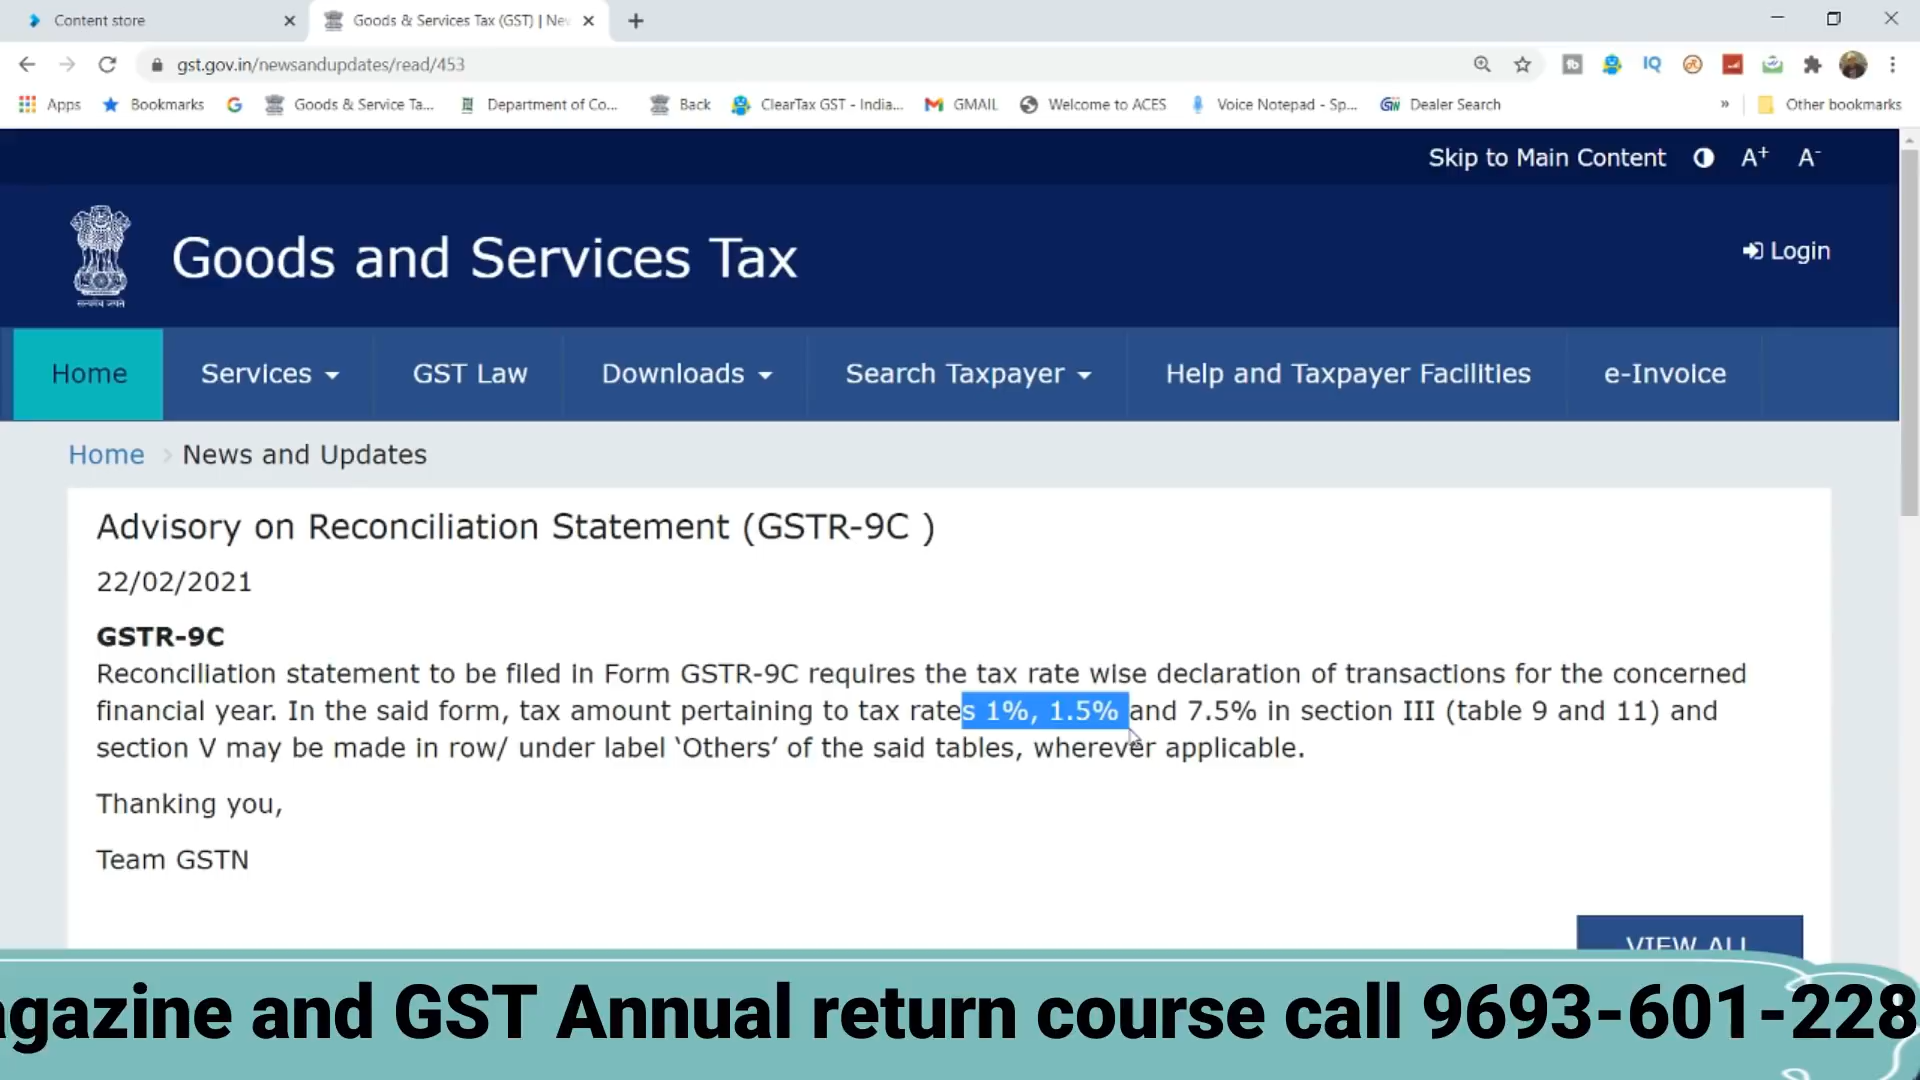 Content store
Goods & Services Tax (GST) | Ne
gst.gov.in/newsandupdates/read/453
Apps
Bookmarks
Goods & Service Ta...
Department of Co...
Back
ClearTax GST - India...
GMAIL
Welcome to ACES
Voice Notepad - Sp...
Dealer Search
»
Other bookmarks
Skip to Main Content
A+
A-
सत्यमेव जयते
Goods and Services Tax
Login
Home
Services
GST Law
Downloads
Search Taxpayer
Help and Taxpayer Facilities
e-Invoice
Home > News and Updates
Advisory on Reconciliation Statement (GSTR-9C )
22/02/2021
GSTR-9C
Reconciliation statement to be filed in Form GSTR-9C requires the tax rate wise declaration of transactions for the concerned
financial year. In the said form, tax amount pertaining to tax rates 1%, 1.5% and 7.5% in section III (table 9 and 11) and
section V may be made in row/ under label ‘Others’ of the said tables, wherever applicable.
Thanking you,
Team GSTN
VIEW ALL
agazine and GST Annual return course call 9693-601-228